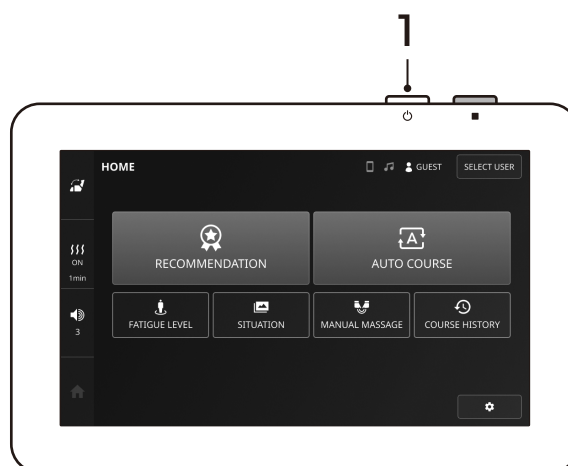 1
HOME
GUEST
SELECT USER
ON
1min
3
RECOMMENDATION
AUTO COURSE
FATIGUE LEVEL
SITUATION
MANUAL MASSAGE
COURSE HISTORY